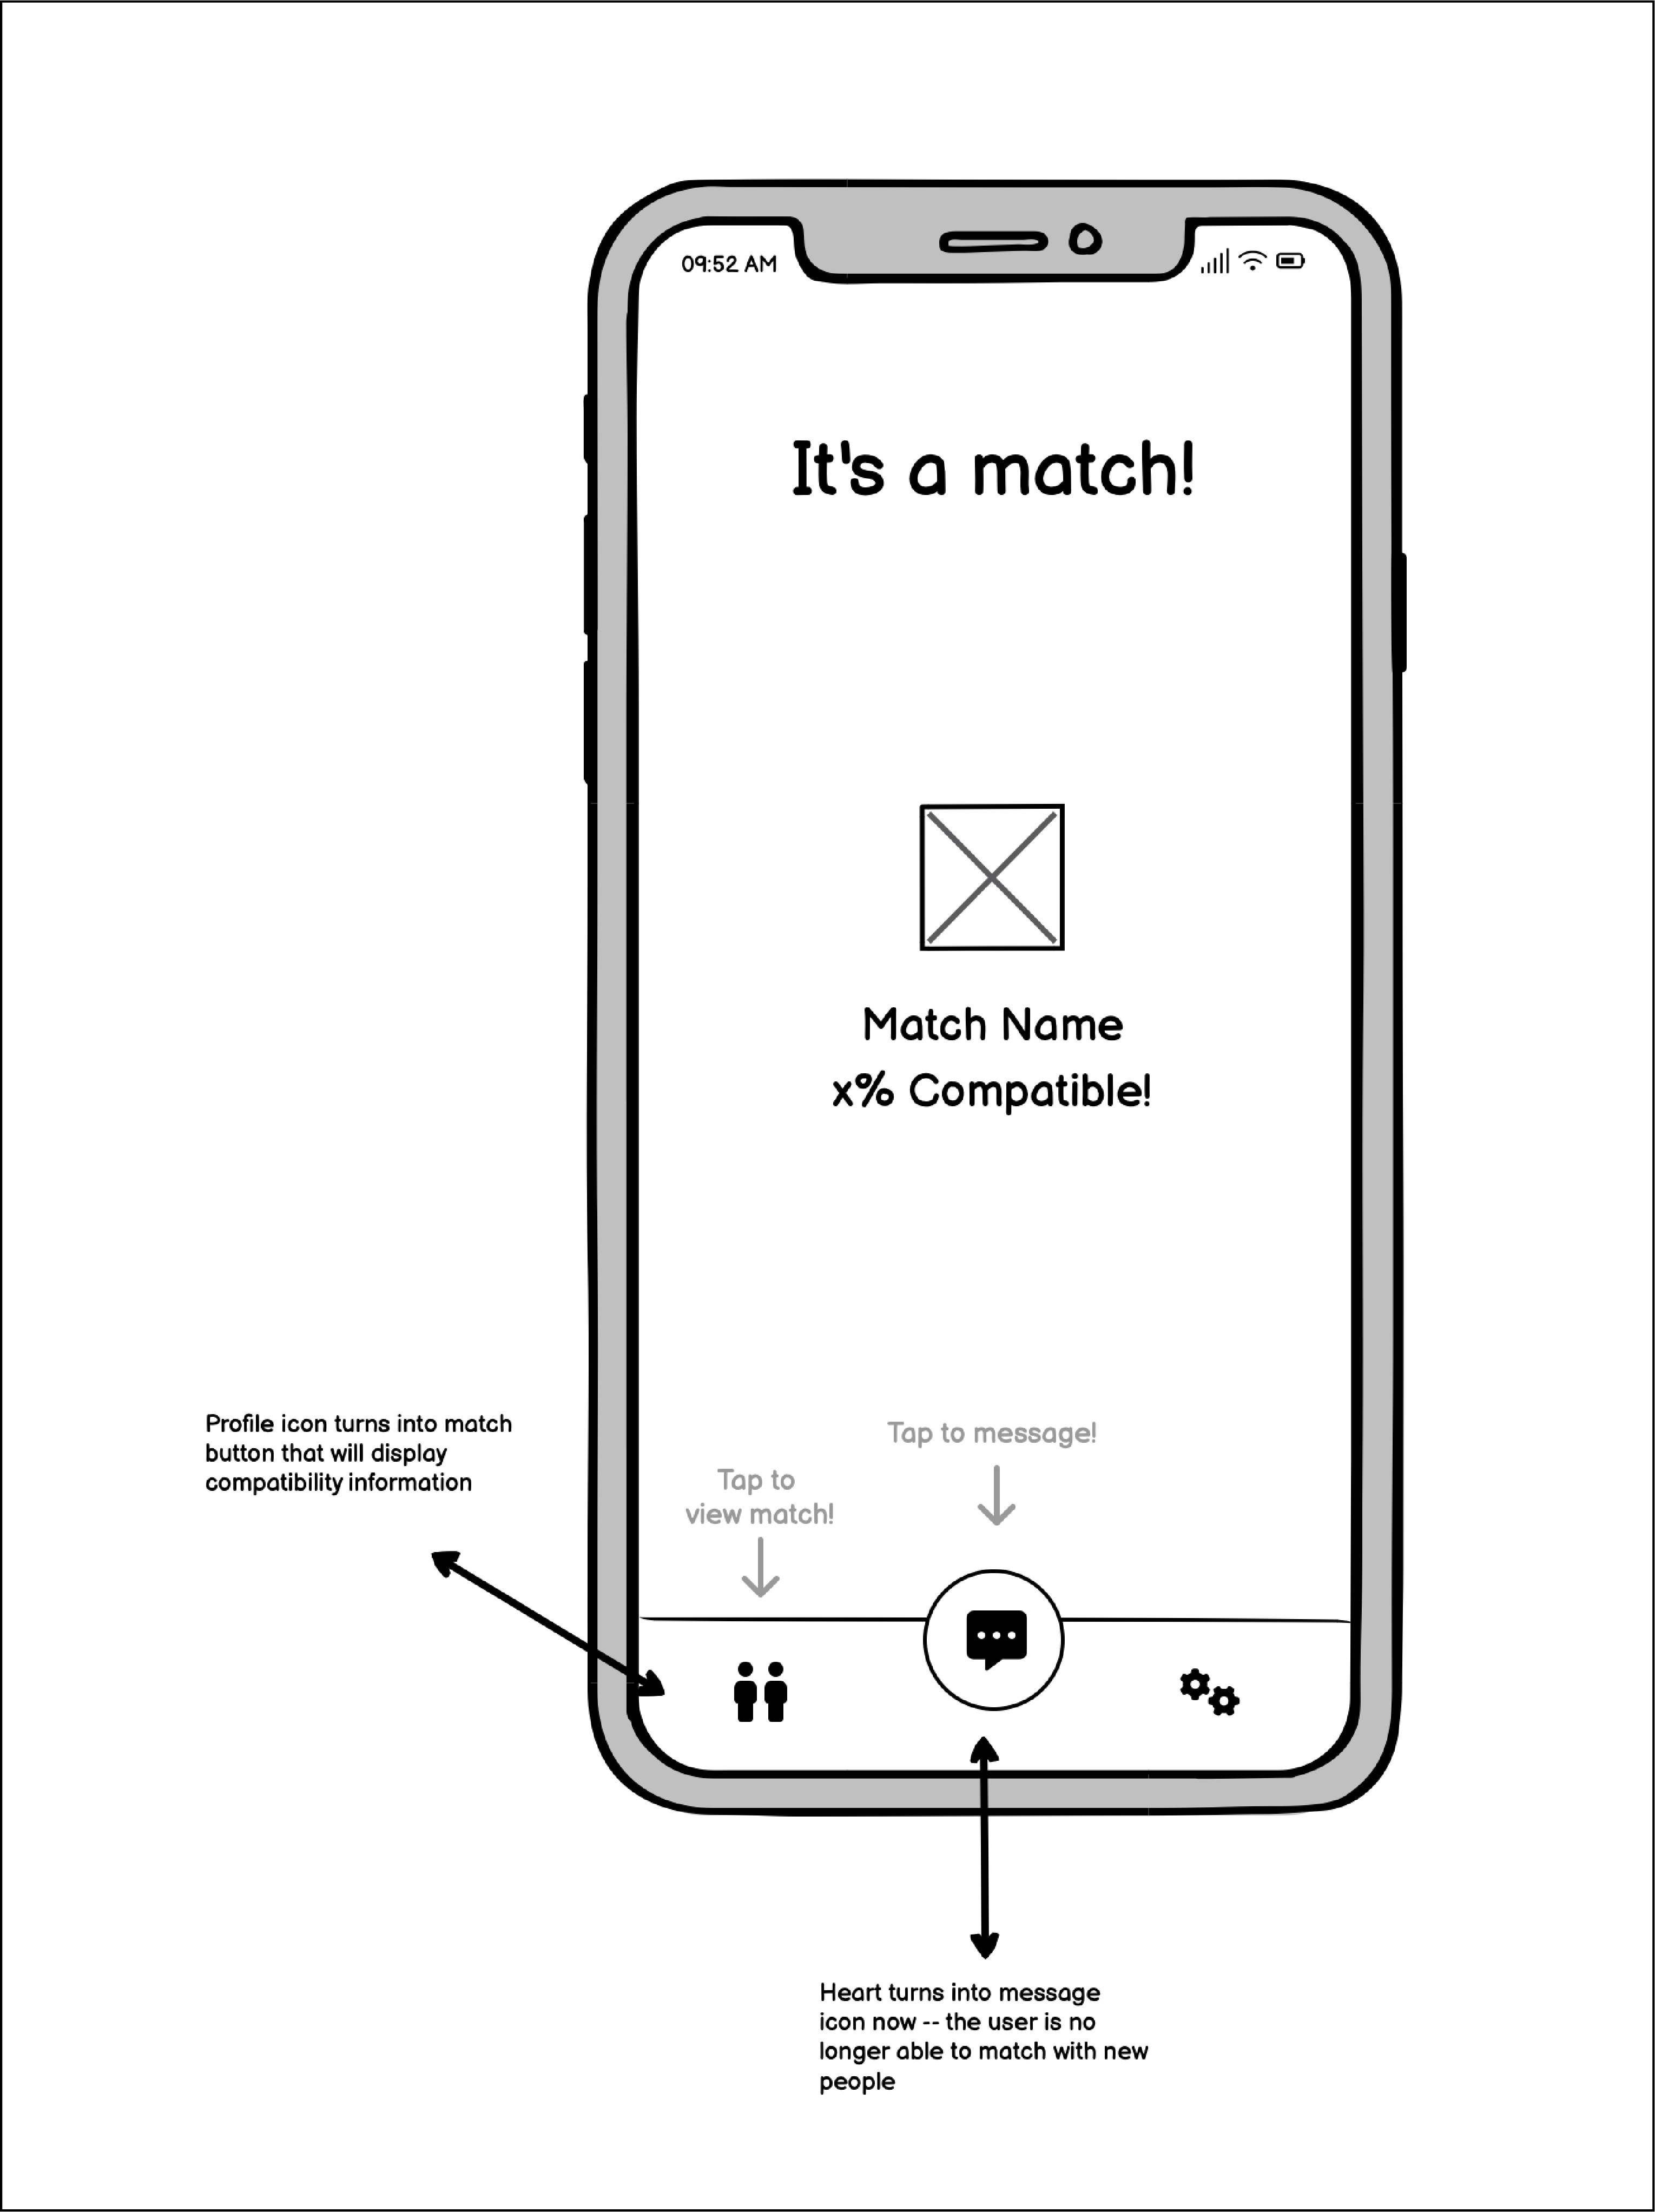 09:52 AM
It's a match!
Match Name
x% Compatible!
Profile icon turns into match
button that will display
compatibility information
Tap to message!
Tap to
view match!
Heart turns into message
icon now -- the user is no
longer able to match with new
people